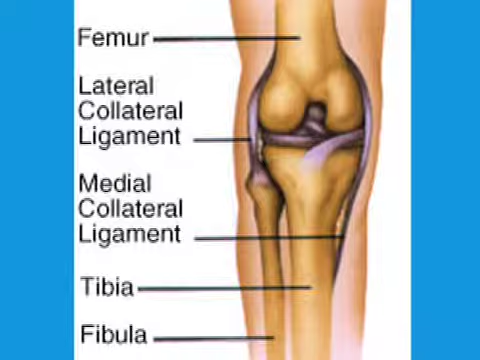 Femur
Lateral
Collateral
Ligament
Medial
Collateral
Ligament
Tibia
Fibula